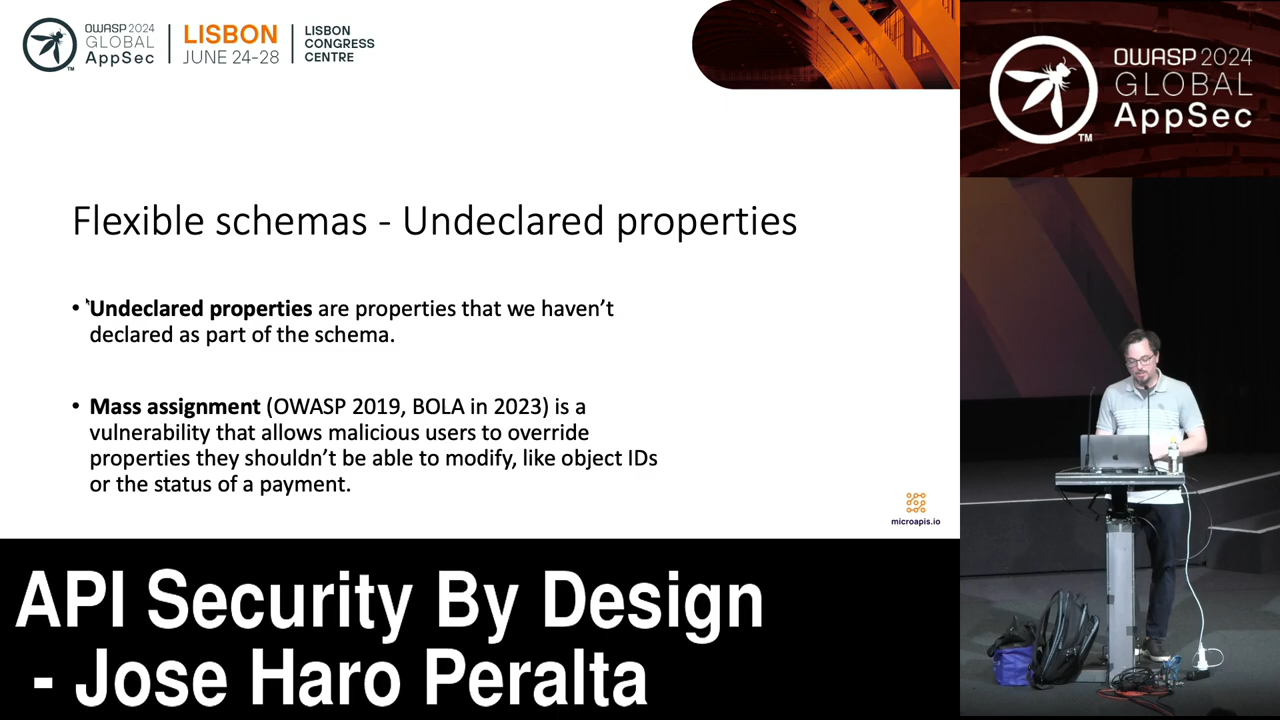 OWASP 2024
GLOBAL
AppSec
TM
LISBON
JUNE 24-28
LISBON
CONGRESS
CENTRE
OWASP 2024
GLOBAL
AppSec
TM
Flexible schemas - Undeclared properties
• Undeclared properties are properties that we haven't
declared as part of the schema.
• Mass assignment (OWASP 2019, BOLA in 2023) is a
vulnerability that allows malicious users to override
properties they shouldn't be able to modify, like object IDs
or the status of a payment.
microapis.io
API Security By Design
- Jose Haro Peralta